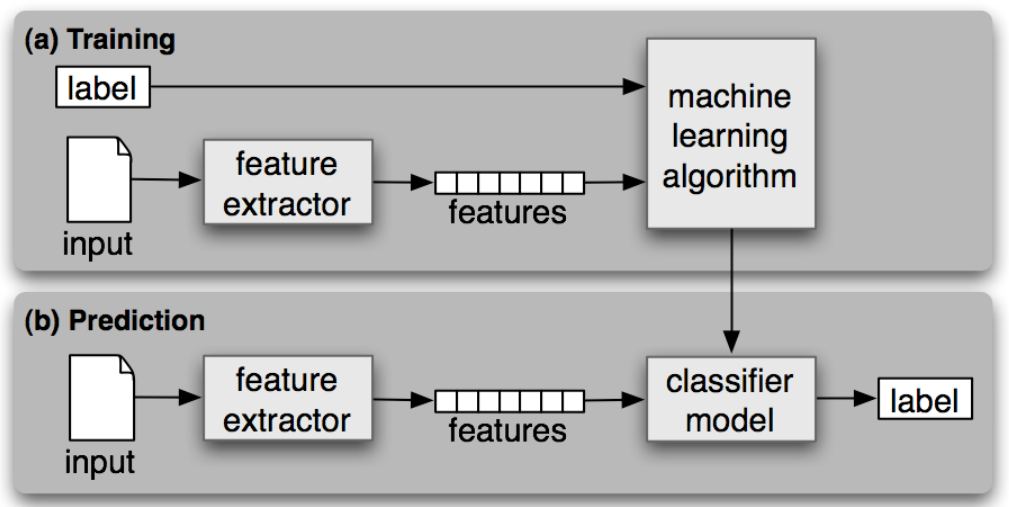 (a) Training
label
machine
learning
algorithm
feature
extractor
features
input
(b) Prediction
feature
extractor
features
input
classifier
model
label